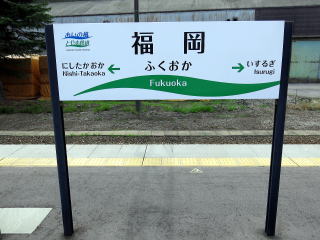 あいの風
とやま鉄道
福岡
ふくおか
Fukuoka
にしたかおか
Nishi-Takaoka
いするぎ
Isurugi